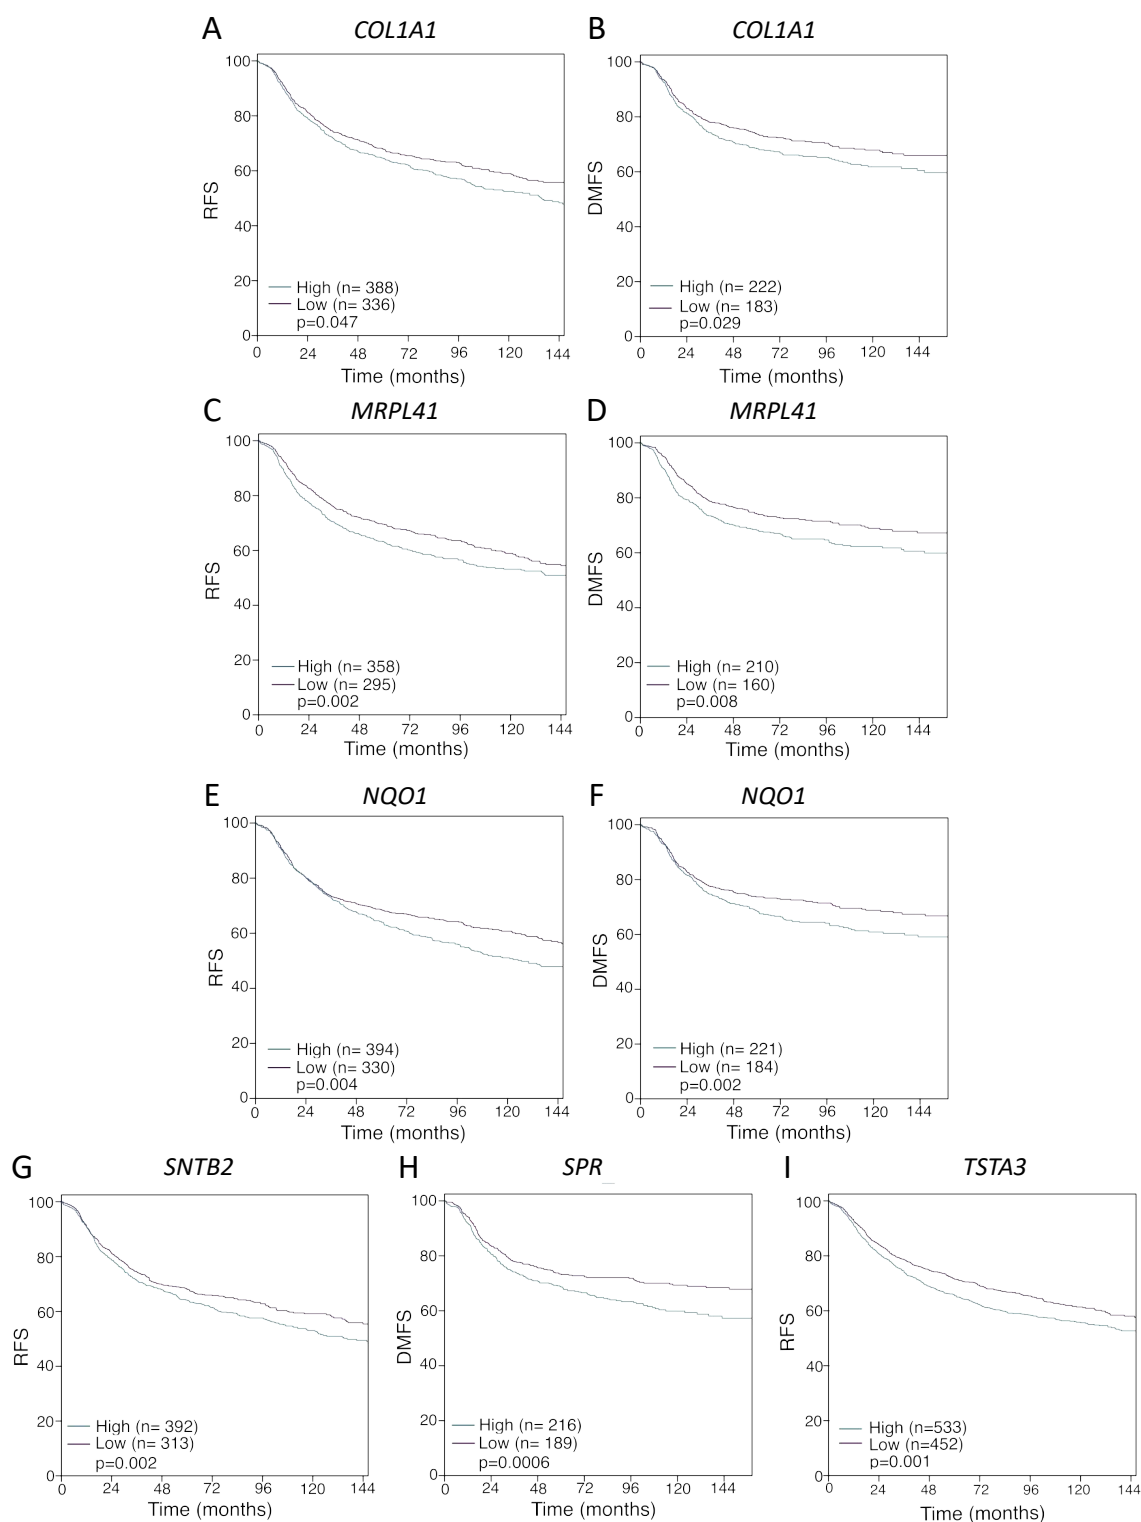 A
COL1A1
100
80
60
40
20
0
RFS
High (n= 388)
Low (n= 336)
p=0.047
0 24 48 72 96 120 144
Time (months)
B
COL1A1
100
80
60
40
20
0
DMFS
High (n= 222)
Low (n= 183)
p=0.029
0 24 48 72 96 120 144
Time (months)
C
MRPL41
100
80
60
40
20
0
RFS
High (n= 358)
Low (n= 295)
p=0.002
0 24 48 72 96 120 144
Time (months)
D
MRPL41
100
80
60
40
20
0
DMFS
High (n= 210)
Low (n= 160)
p=0.008
0 24 48 72 96 120 144
Time (months)
E
NQO1
100
80
60
40
20
0
RFS
High (n= 394)
Low (n= 330)
p=0.004
0 24 48 72 96 120 144
Time (months)
F
NQO1
100
80
60
40
20
0
DMFS
High (n= 221)
Low (n= 184)
p=0.002
0 24 48 72 96 120 144
Time (months)
G
SNTB2
100
80
60
40
20
0
RFS
High (n= 392)
Low (n= 313)
p=0.002
0 24 48 72 96 120 144
Time (months)
H
SPR
100
80
60
40
20
0
DMFS
High (n= 216)
Low (n= 189)
p=0.0006
0 24 48 72 96 120 144
Time (months)
I
TSTA3
100
80
60
40
20
0
RFS
High (n=533)
Low (n=452)
p=0.001
0 24 48 72 96 120 144
Time (months)